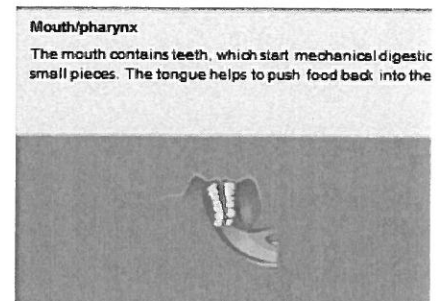 Mouth/pharynx
The mouth contains teeth, which start mechanical digestic
small pieces. The tongue helps to push food back into the